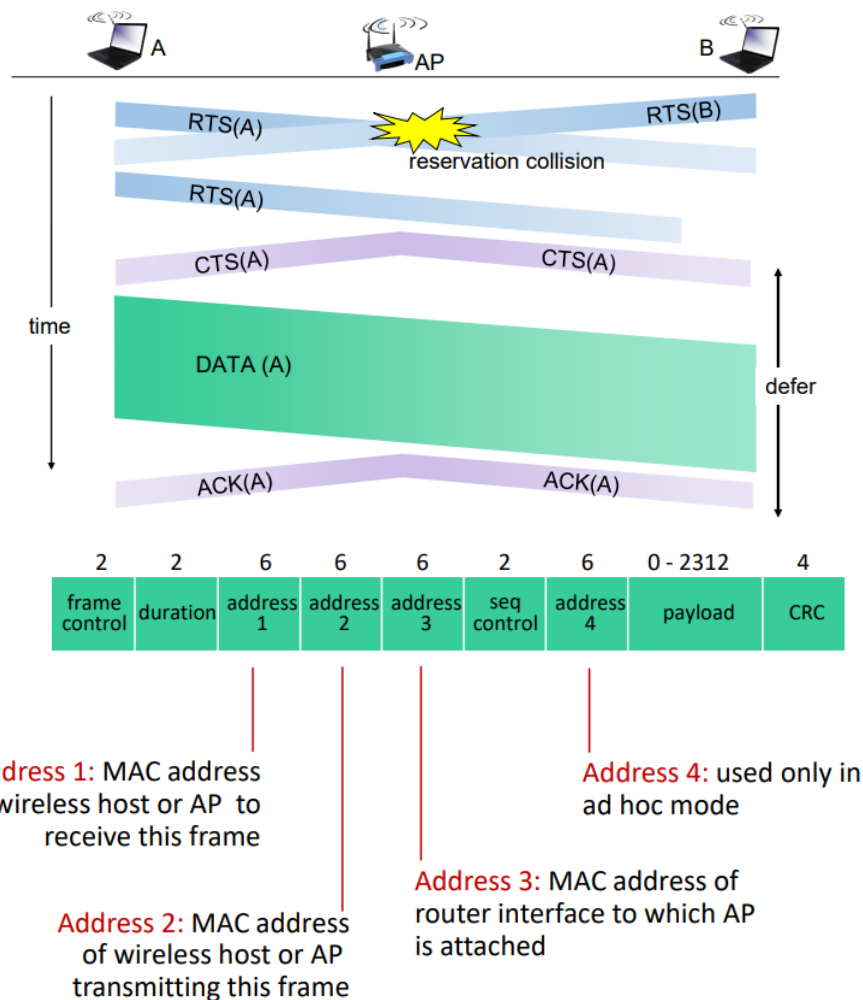 A
AP
B
RTS(A)
RTS(B)
reservation collision
RTS(A)
CTS(A)
CTS(A)
time
DATA (A)
defer
ACK(A)
ACK(A)
2 2 6 6 6 2 6 0 - 2312 4
frame control
duration
address 1
address 2
address 3
seq control
address 4
payload
CRC
dress 1: MAC address
wireless host or AP to
receive this frame
Address 2: MAC address
of wireless host or AP
transmitting this frame
Address 3: MAC address of
router interface to which AP
is attached
Address 4: used only in
ad hoc mode